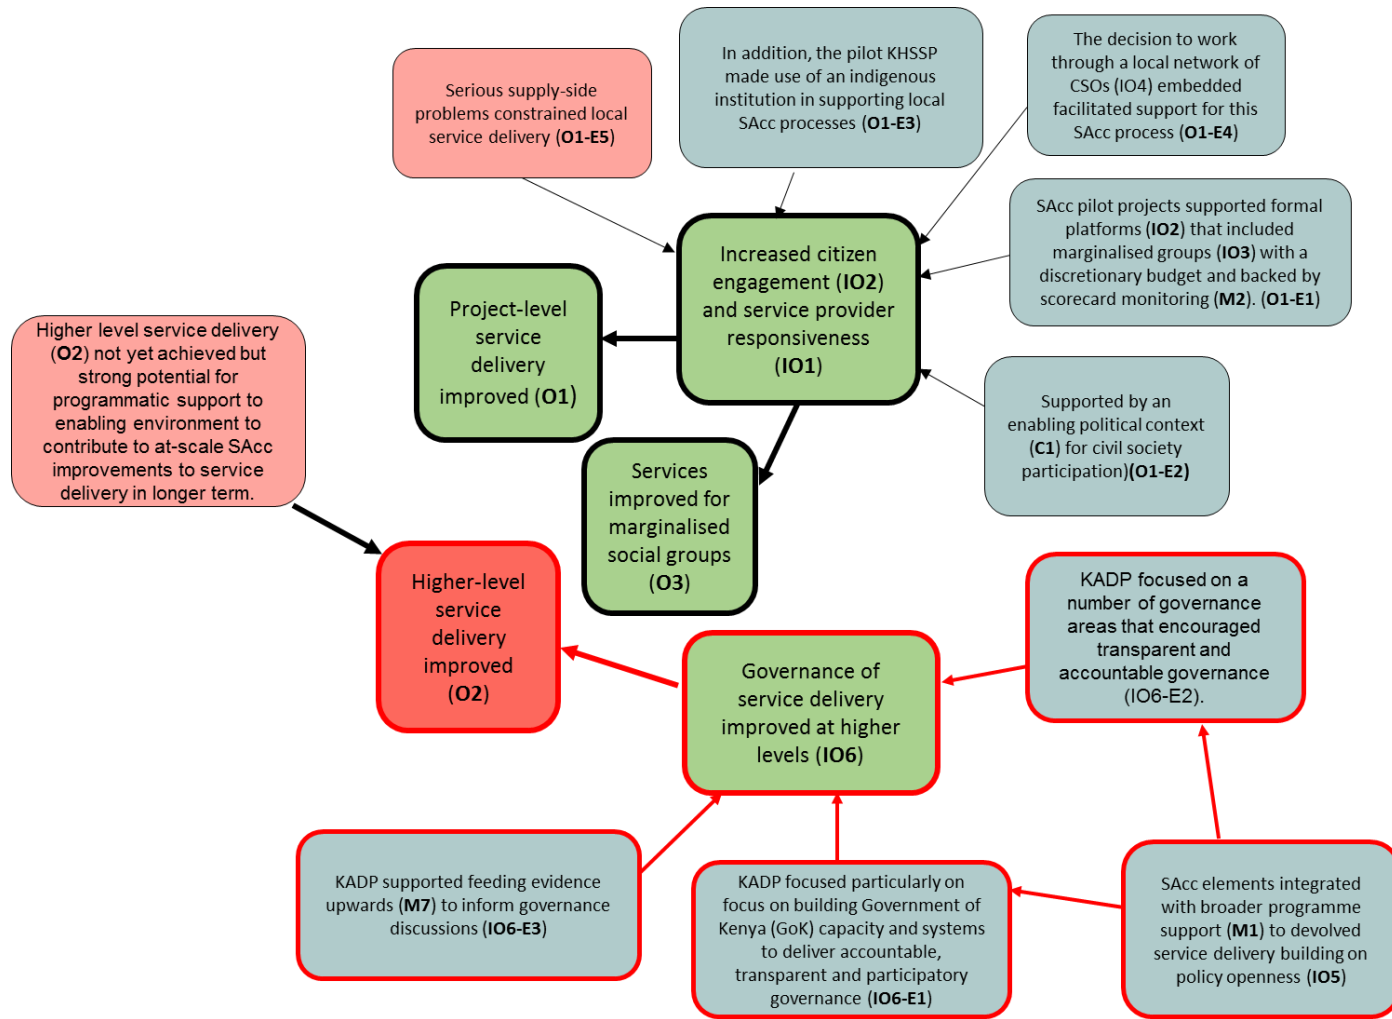 Serious supply-side
problems constrained local
service delivery (O1-E5)
In addition, the pilot KHSSP
made use of an indigenous
institution in supporting local
SAcc processes (O1-E3)
The decision to work
through a local network of
CSOs (IO4) embedded
facilitated support for this
SAcc process (O1-E4)
SAcc pilot projects supported formal
platforms (IO2) that included
marginalised groups (IO3) with a
discretionary budget and backed by
scorecard monitoring (M2). (O1-E1)
Increased citizen
engagement (IO2)
and service provider
responsiveness
(IO1)
Project-level
service
delivery
improved (O1)
Higher level service delivery
(O2) not yet achieved but
strong potential for
programmatic support to
enabling environment to
contribute to at-scale SAcc
improvements to service
delivery in longer term.
Supported by an
enabling political context
(C1) for civil society
participation)(O1-E2)
Services
improved for
marginalised
social groups
(O3)
Higher-level
service
delivery
improved
(O2)
Governance of
service delivery
improved at higher
levels (IO6)
KADP focused on a
number of governance
areas that encouraged
transparent and
accountable governance
(IO6-E2).
KADP supported feeding evidence
upwards (M7) to inform governance
discussions (IO6-E3)
KADP focused particularly on
focus on building Government of
Kenya (GoK) capacity and systems
to deliver accountable,
transparent and participatory
governance (IO6-E1)
SAcc elements integrated
with broader programme
support (M1) to devolved
service delivery building on
policy openness (IO5)